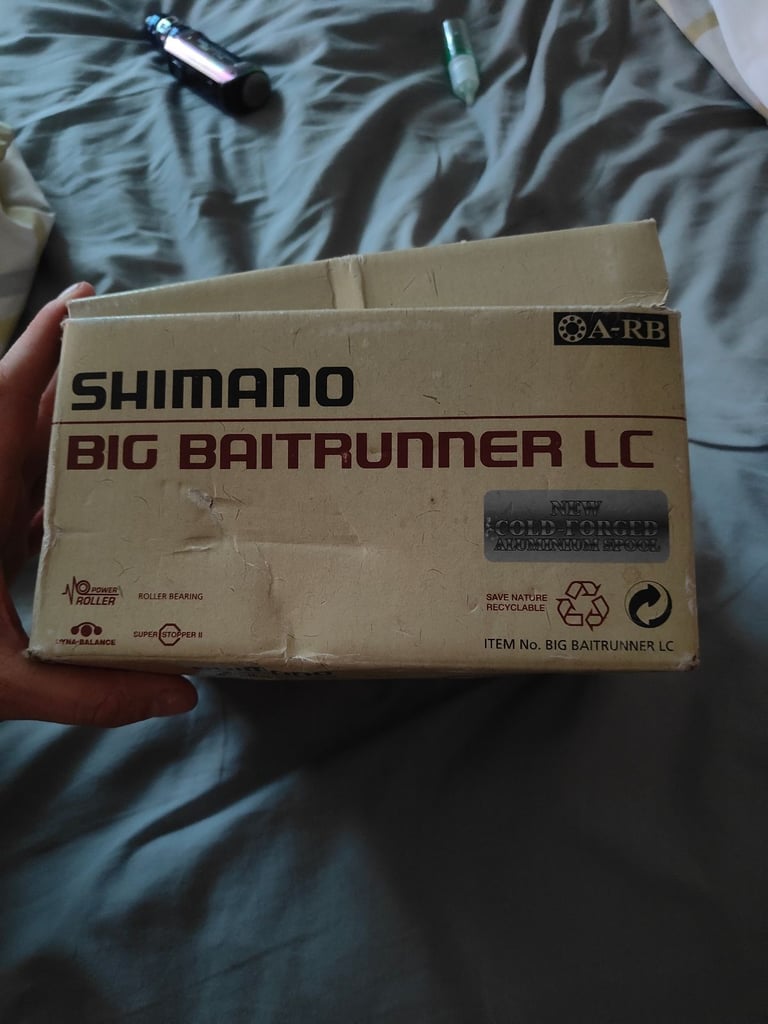 A-RB
SHIMANO
BIG BAITRUNNER LC
NEW
COLD-FORGED
ALUMINIUM SPOOL
POWER
ROLLER
ROLLER BEARING
DYNA-BALANCE
SUPER STOPPER II
SAVE NATURE
RECYCLABLE
ITEM No. BIG BAITRUNNER LC